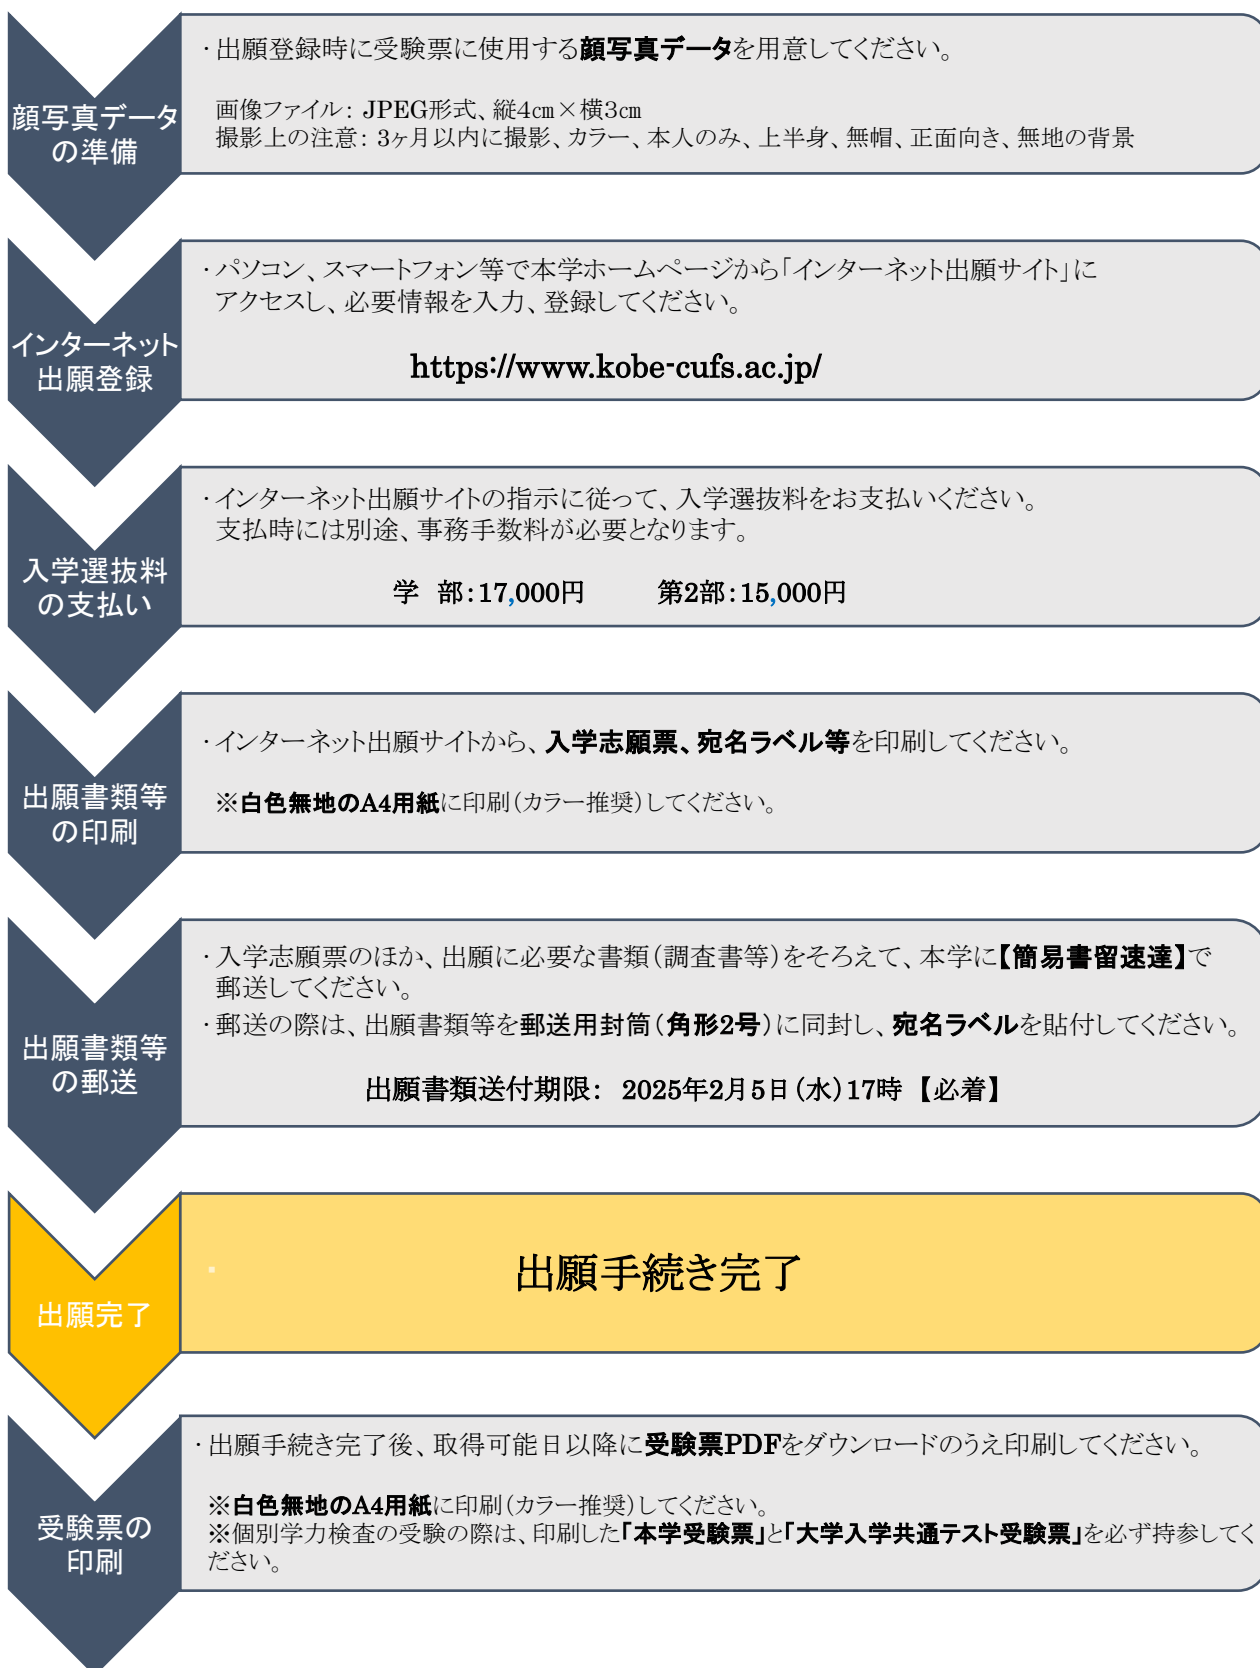 顔写真データ
の準備
・出願登録時に受験票に使用する顔写真データを用意してください。
画像ファイル：JPEG形式、縦4㎝×横3㎝
撮影上の注意：3ヶ月以内に撮影、カラー、本人のみ、上半身、無帽、正面向き、無地の背景
インターネット
出願登録
・パソコン、スマートフォン等で本学ホームページから「インターネット出願サイト」に
アクセスし、必要情報を入力、登録してください。
https://www.kobe-cufs.ac.jp/
入学選抜料
の支払い
・インターネット出願サイトの指示に従って、入学選抜料をお支払いください。
支払時には別途、事務手数料が必要となります。
学　部：17,000円　　第2部：15,000円
出願書類等
の印刷
・インターネット出願サイトから、入学志願票、宛名ラベル等を印刷してください。
※白色無地のA4用紙に印刷（カラー推奨）してください。
出願書類等
の郵送
・入学志願票のほか、出願に必要な書類（調査書等）をそろえて、本学に【簡易書留速達】で
郵送してください。
・郵送の際は、出願書類等を郵送用封筒（角形2号）に同封し、宛名ラベルを貼付してください。
出願書類送付期限：　2025年2月5日（水）17時 【必着】
出願完了
出願手続き完了
受験票の
印刷
・出願手続き完了後、取得可能日以降に受験票PDFをダウンロードのうえ印刷してください。
※白色無地のA4用紙に印刷（カラー推奨）してください。
※個別学力検査の受験の際は、印刷した「本学受験票」と「大学入学共通テスト受験票」を必ず持参してく
ださい。